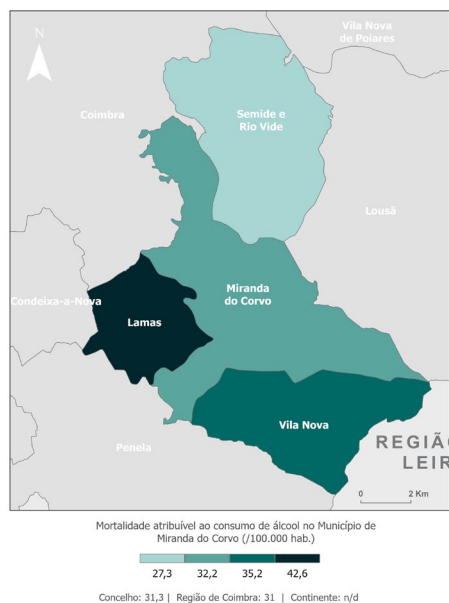 N
Vila Nova
de Poiares
Coimbra
Semide e
Rio Vide
Lousã
Condeixa-a-Nova
Miranda
do Corvo
Lamas
Vila Nova
Penela
REGIÃO
LEIR
0 2 Km
Mortalidade atribuível ao consumo de álcool no Município de
Miranda do Corvo (/100.000 hab.)
27,3 32,2 35,2 42,6
Concelho: 31,3 | Região de Coimbra: 31 | Continente: n/d